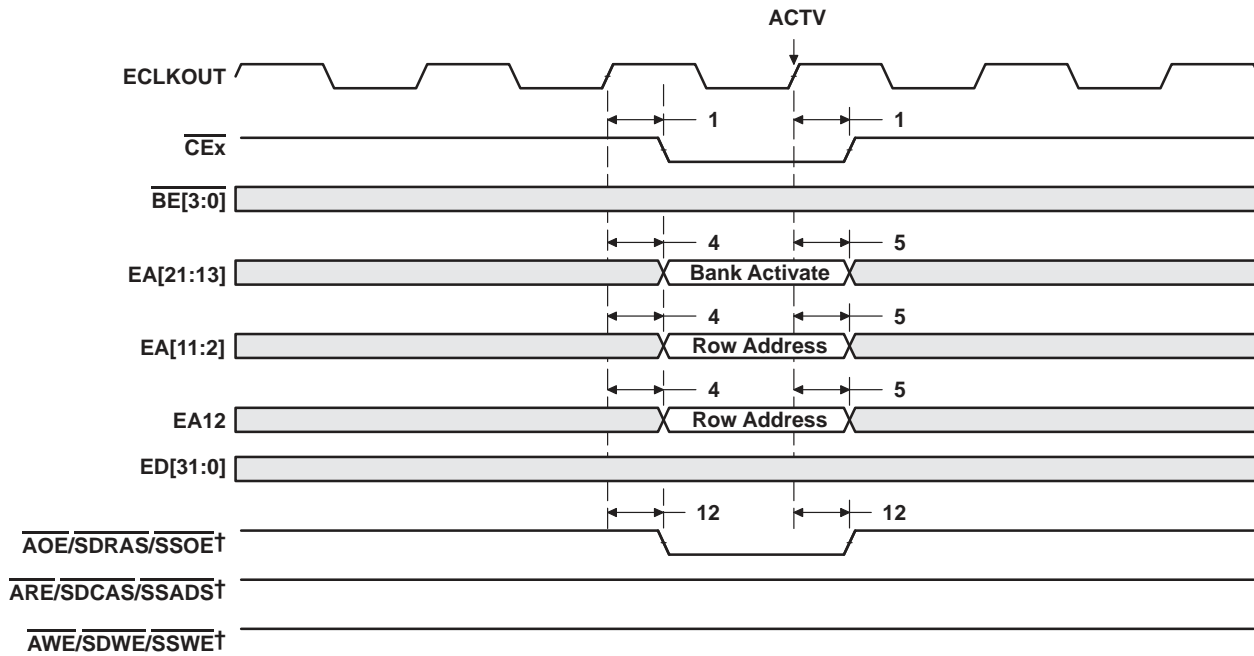 ACTV
ECLKOUT
1 1
CEx
BE[3:0]
4 5
EA[21:13] Bank Activate
4 5
EA[11:2] Row Address
4 5
EA12 Row Address
ED[31:0]
12 12
AOE/SDRAS/SSOE†
ARE/SDCAS/SSADS†
AWE/SDWE/SSWE†